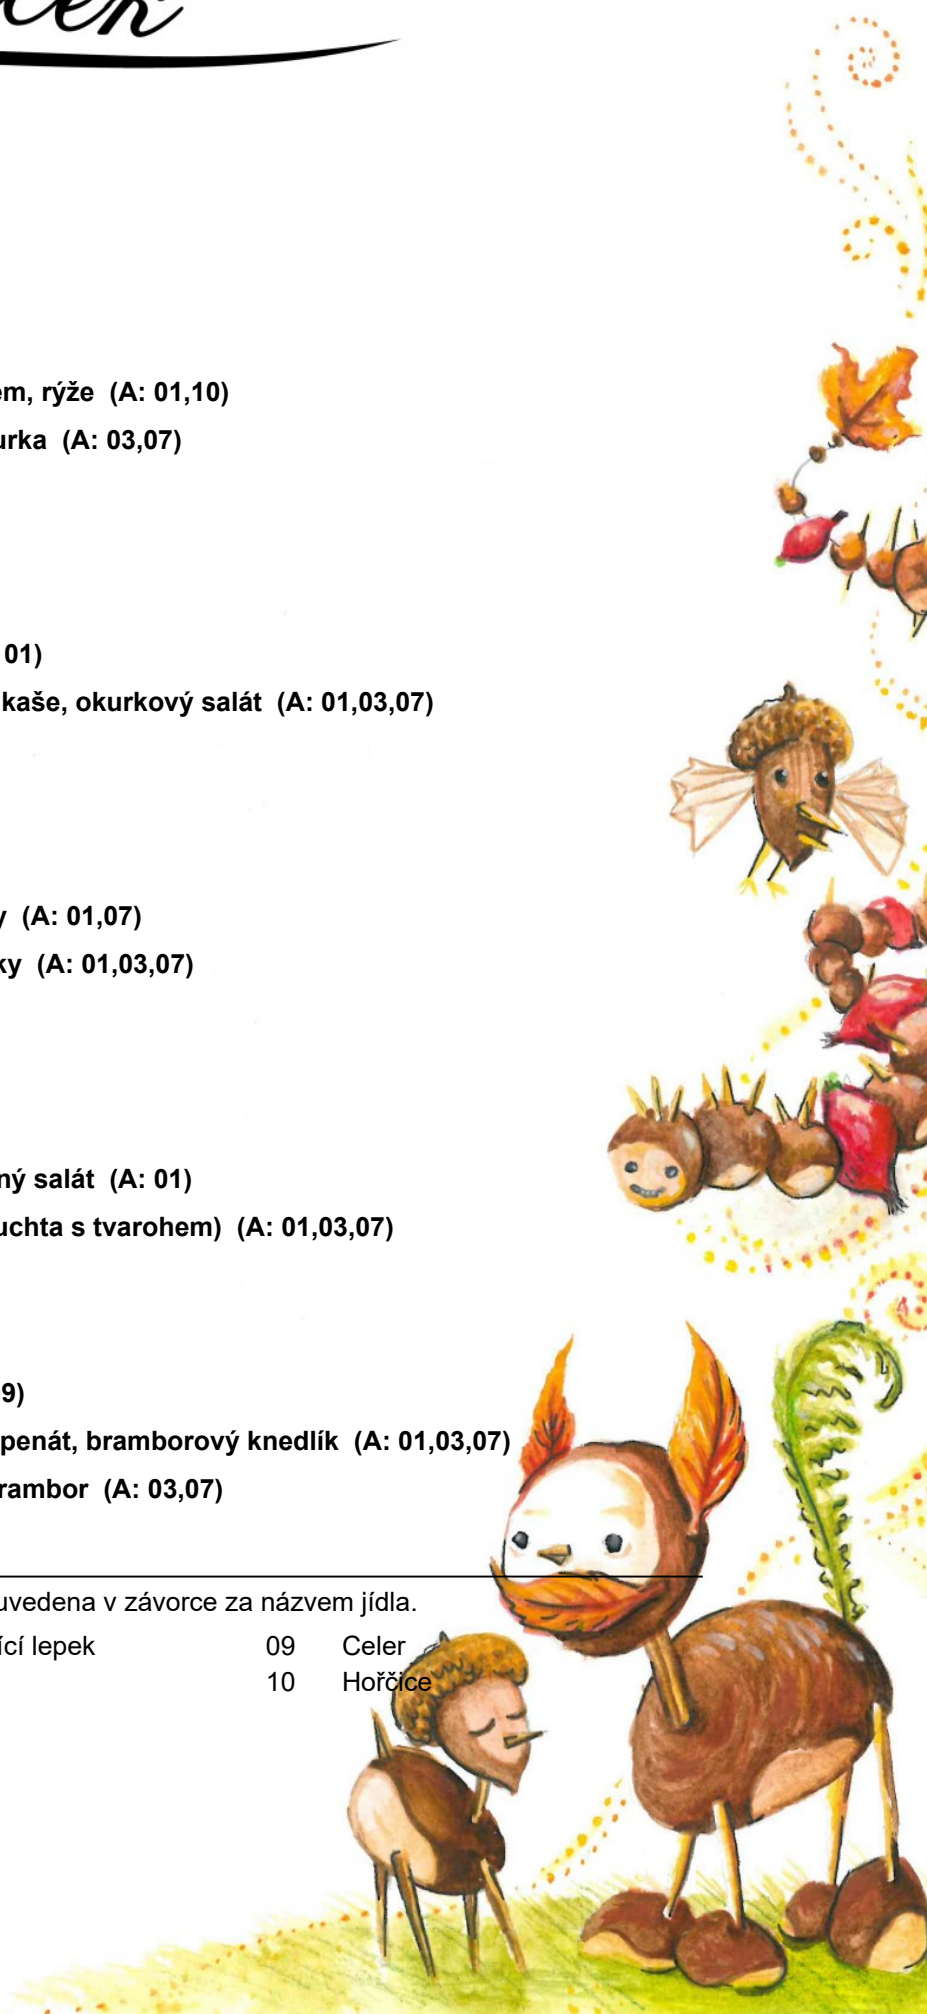 em, rýže (A: 01,10)
urka (A: 03,07)
01)
kaše, okurkový salát (A: 01,03,07)
y (A: 01,07)
ky (A: 01,03,07)
ný salát (A: 01)
uchta s tvarohem) (A: 01,03,07)
9)
penát, bramborový knedlík (A: 01,03,07)
rambor (A: 03,07)
uvedena v závorce za názvem jídla.
ící lepek 09 Celer
10 Hořčice